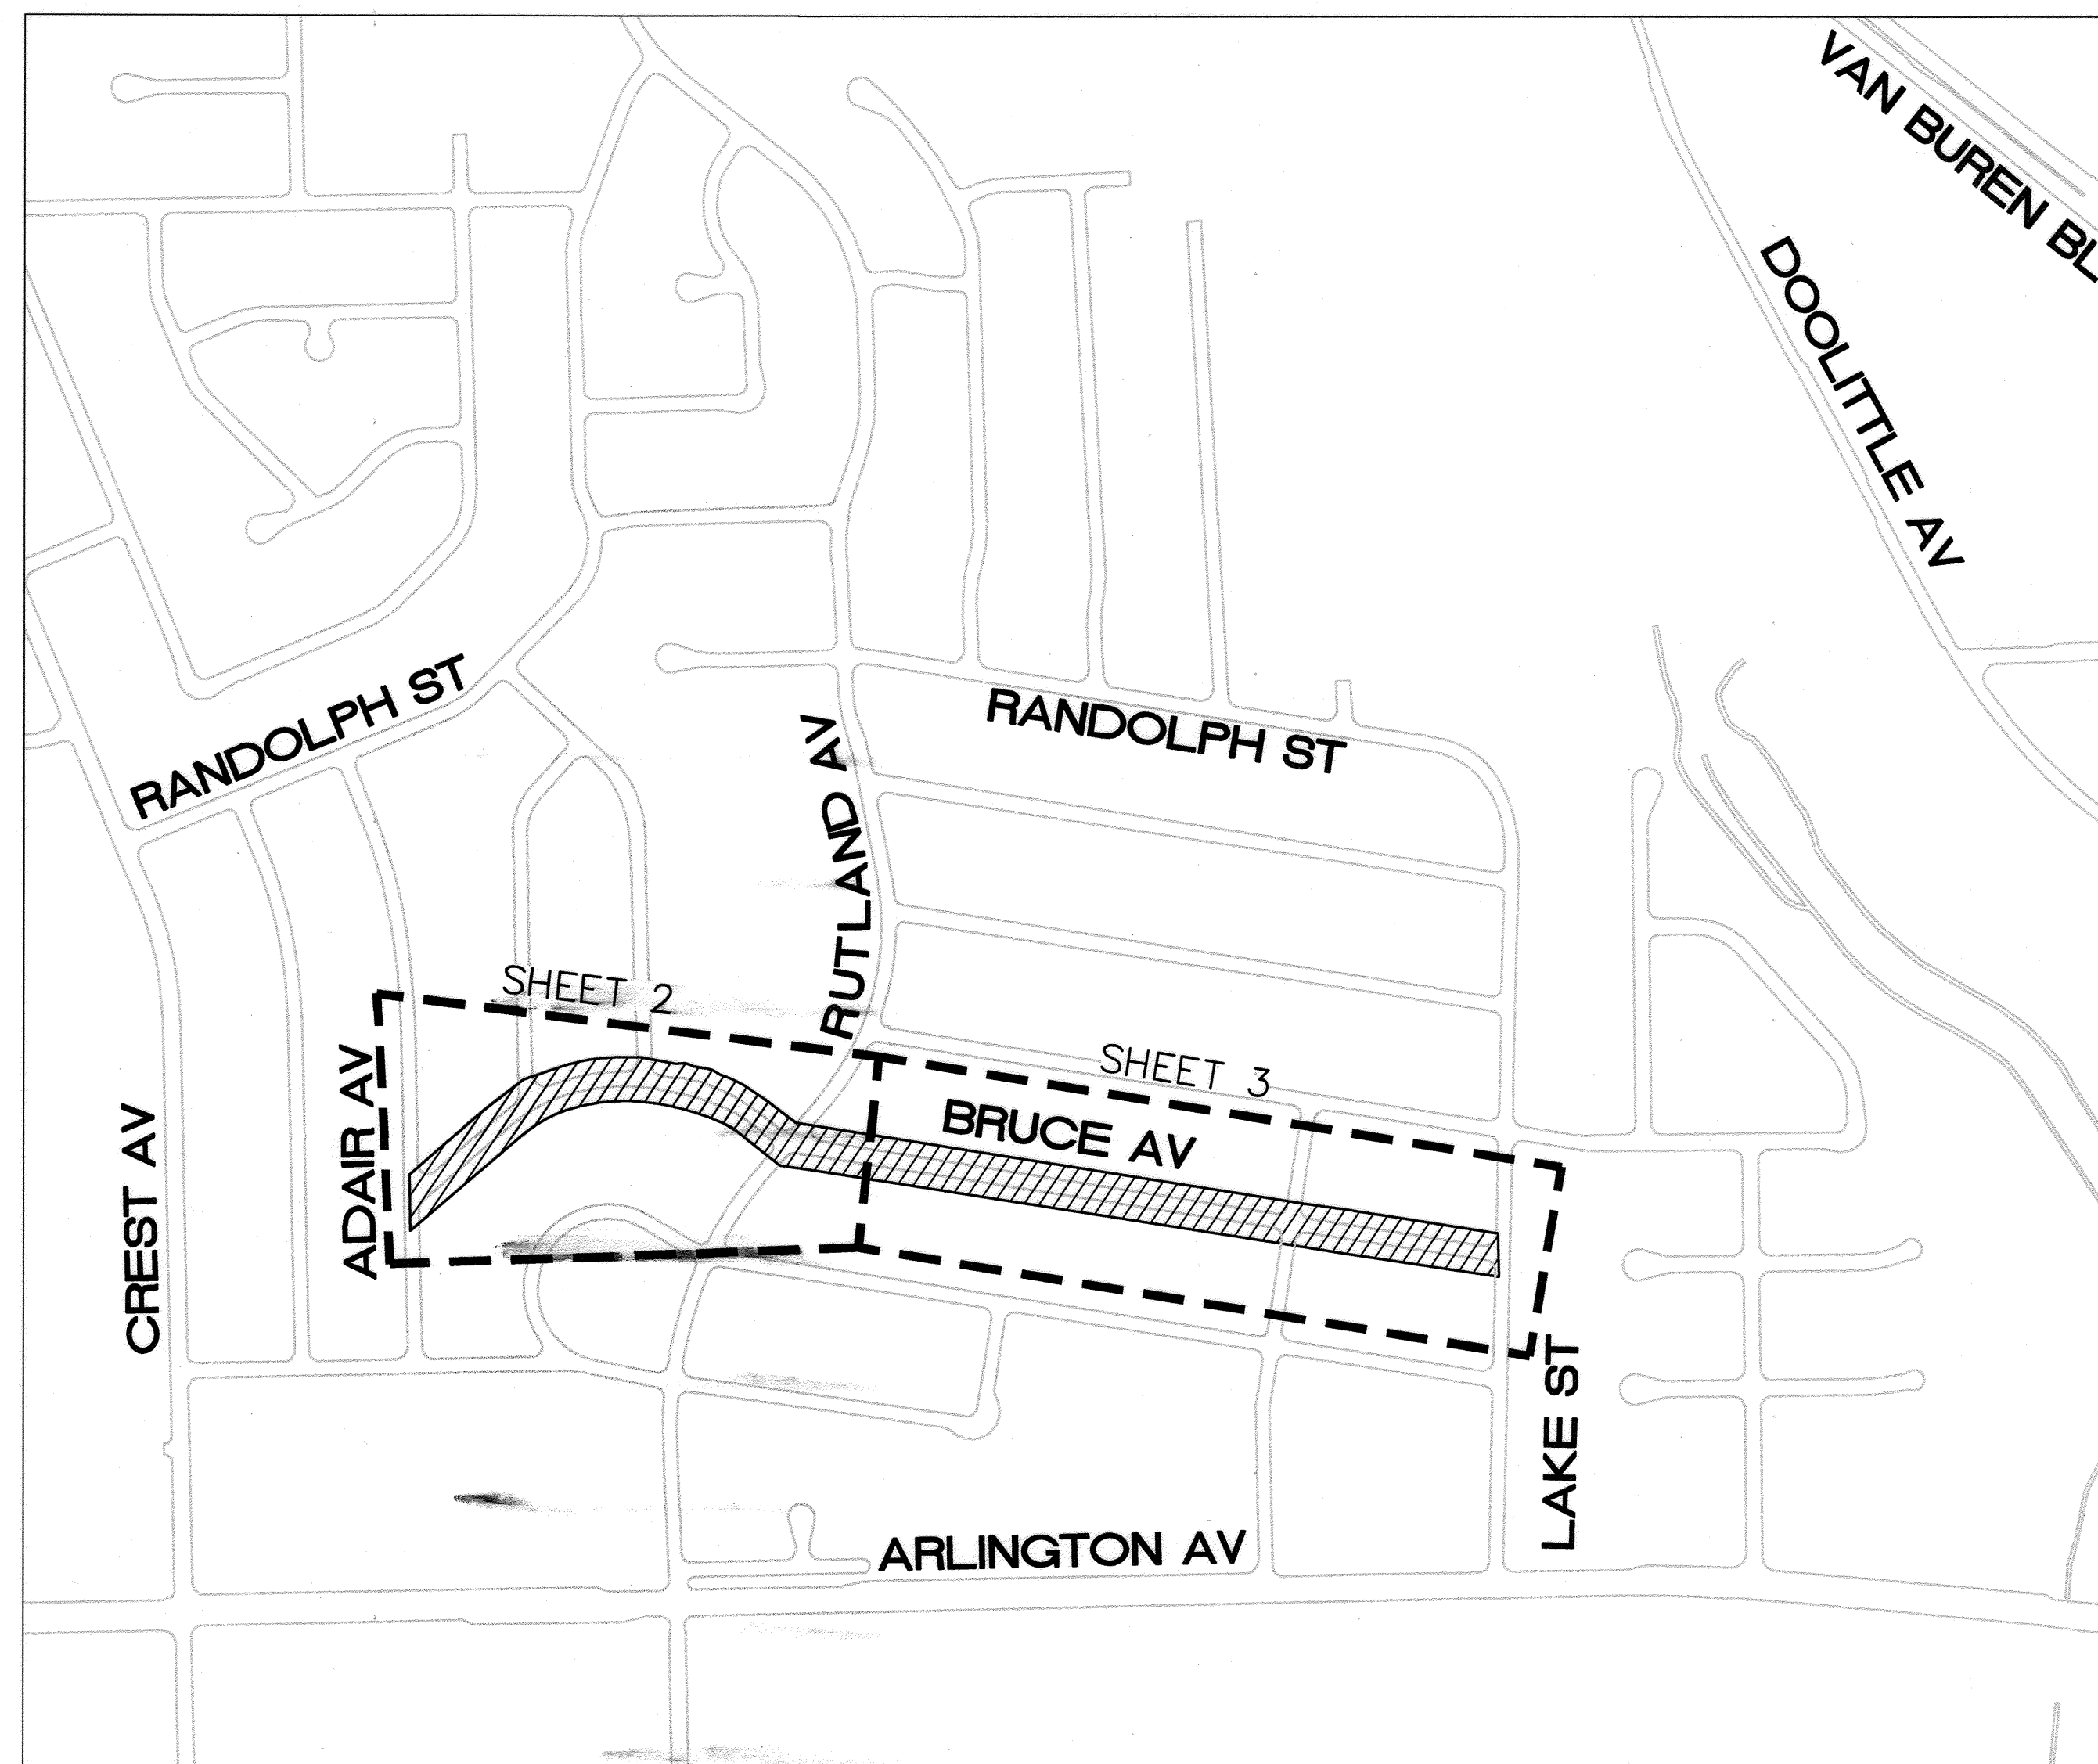 VAN BUREN BL
DOOLITTLE AV
RANDOLPH ST
RANDOLPH ST
RUTLAND AV
SHEET 2
SHEET 3
BRUCE AV
ADAIR AV
CREST AV
LAKE ST
ARLINGTON AV